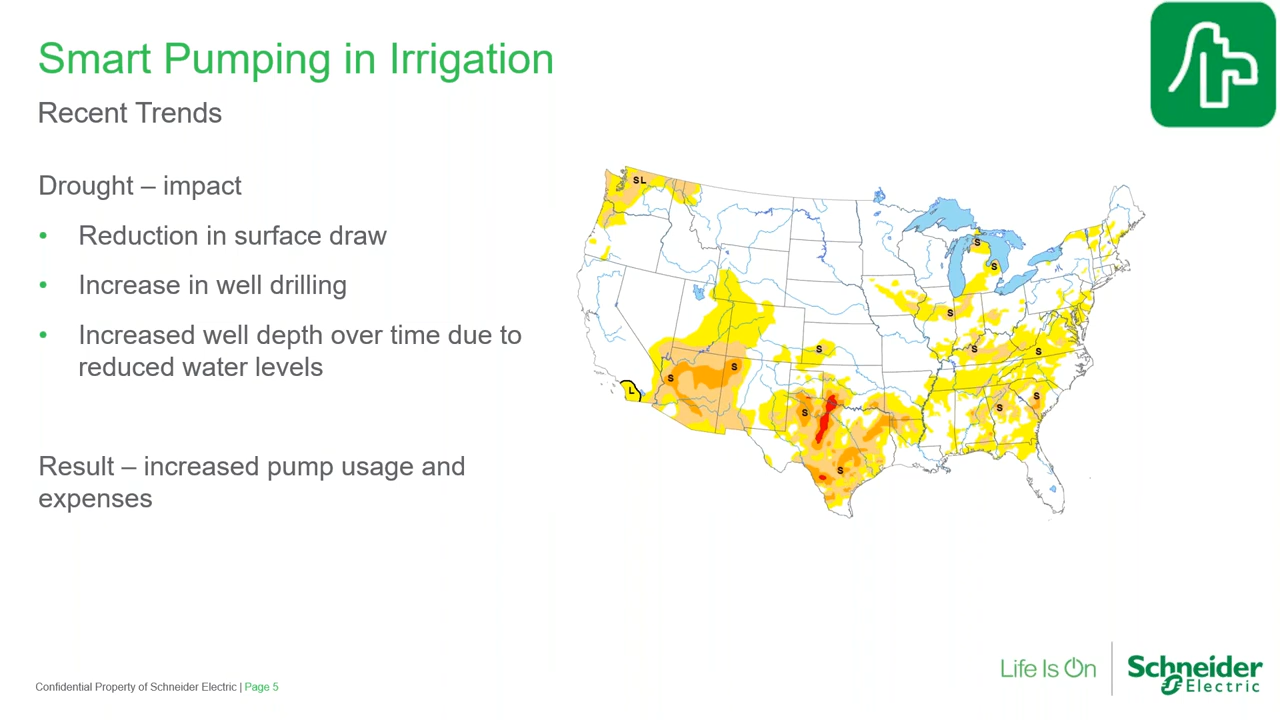 Smart Pumping in Irrigation
Recent Trends
Drought – impact
• Reduction in surface draw
• Increase in well drilling
• Increased well depth over time due to
reduced water levels
Result – increased pump usage and
expenses
SL
S
S
S
S
S
S
S
S
L
S
S
S
S
Confidential Property of Schneider Electric | Page 5
Life Is On
Schneider
Electric